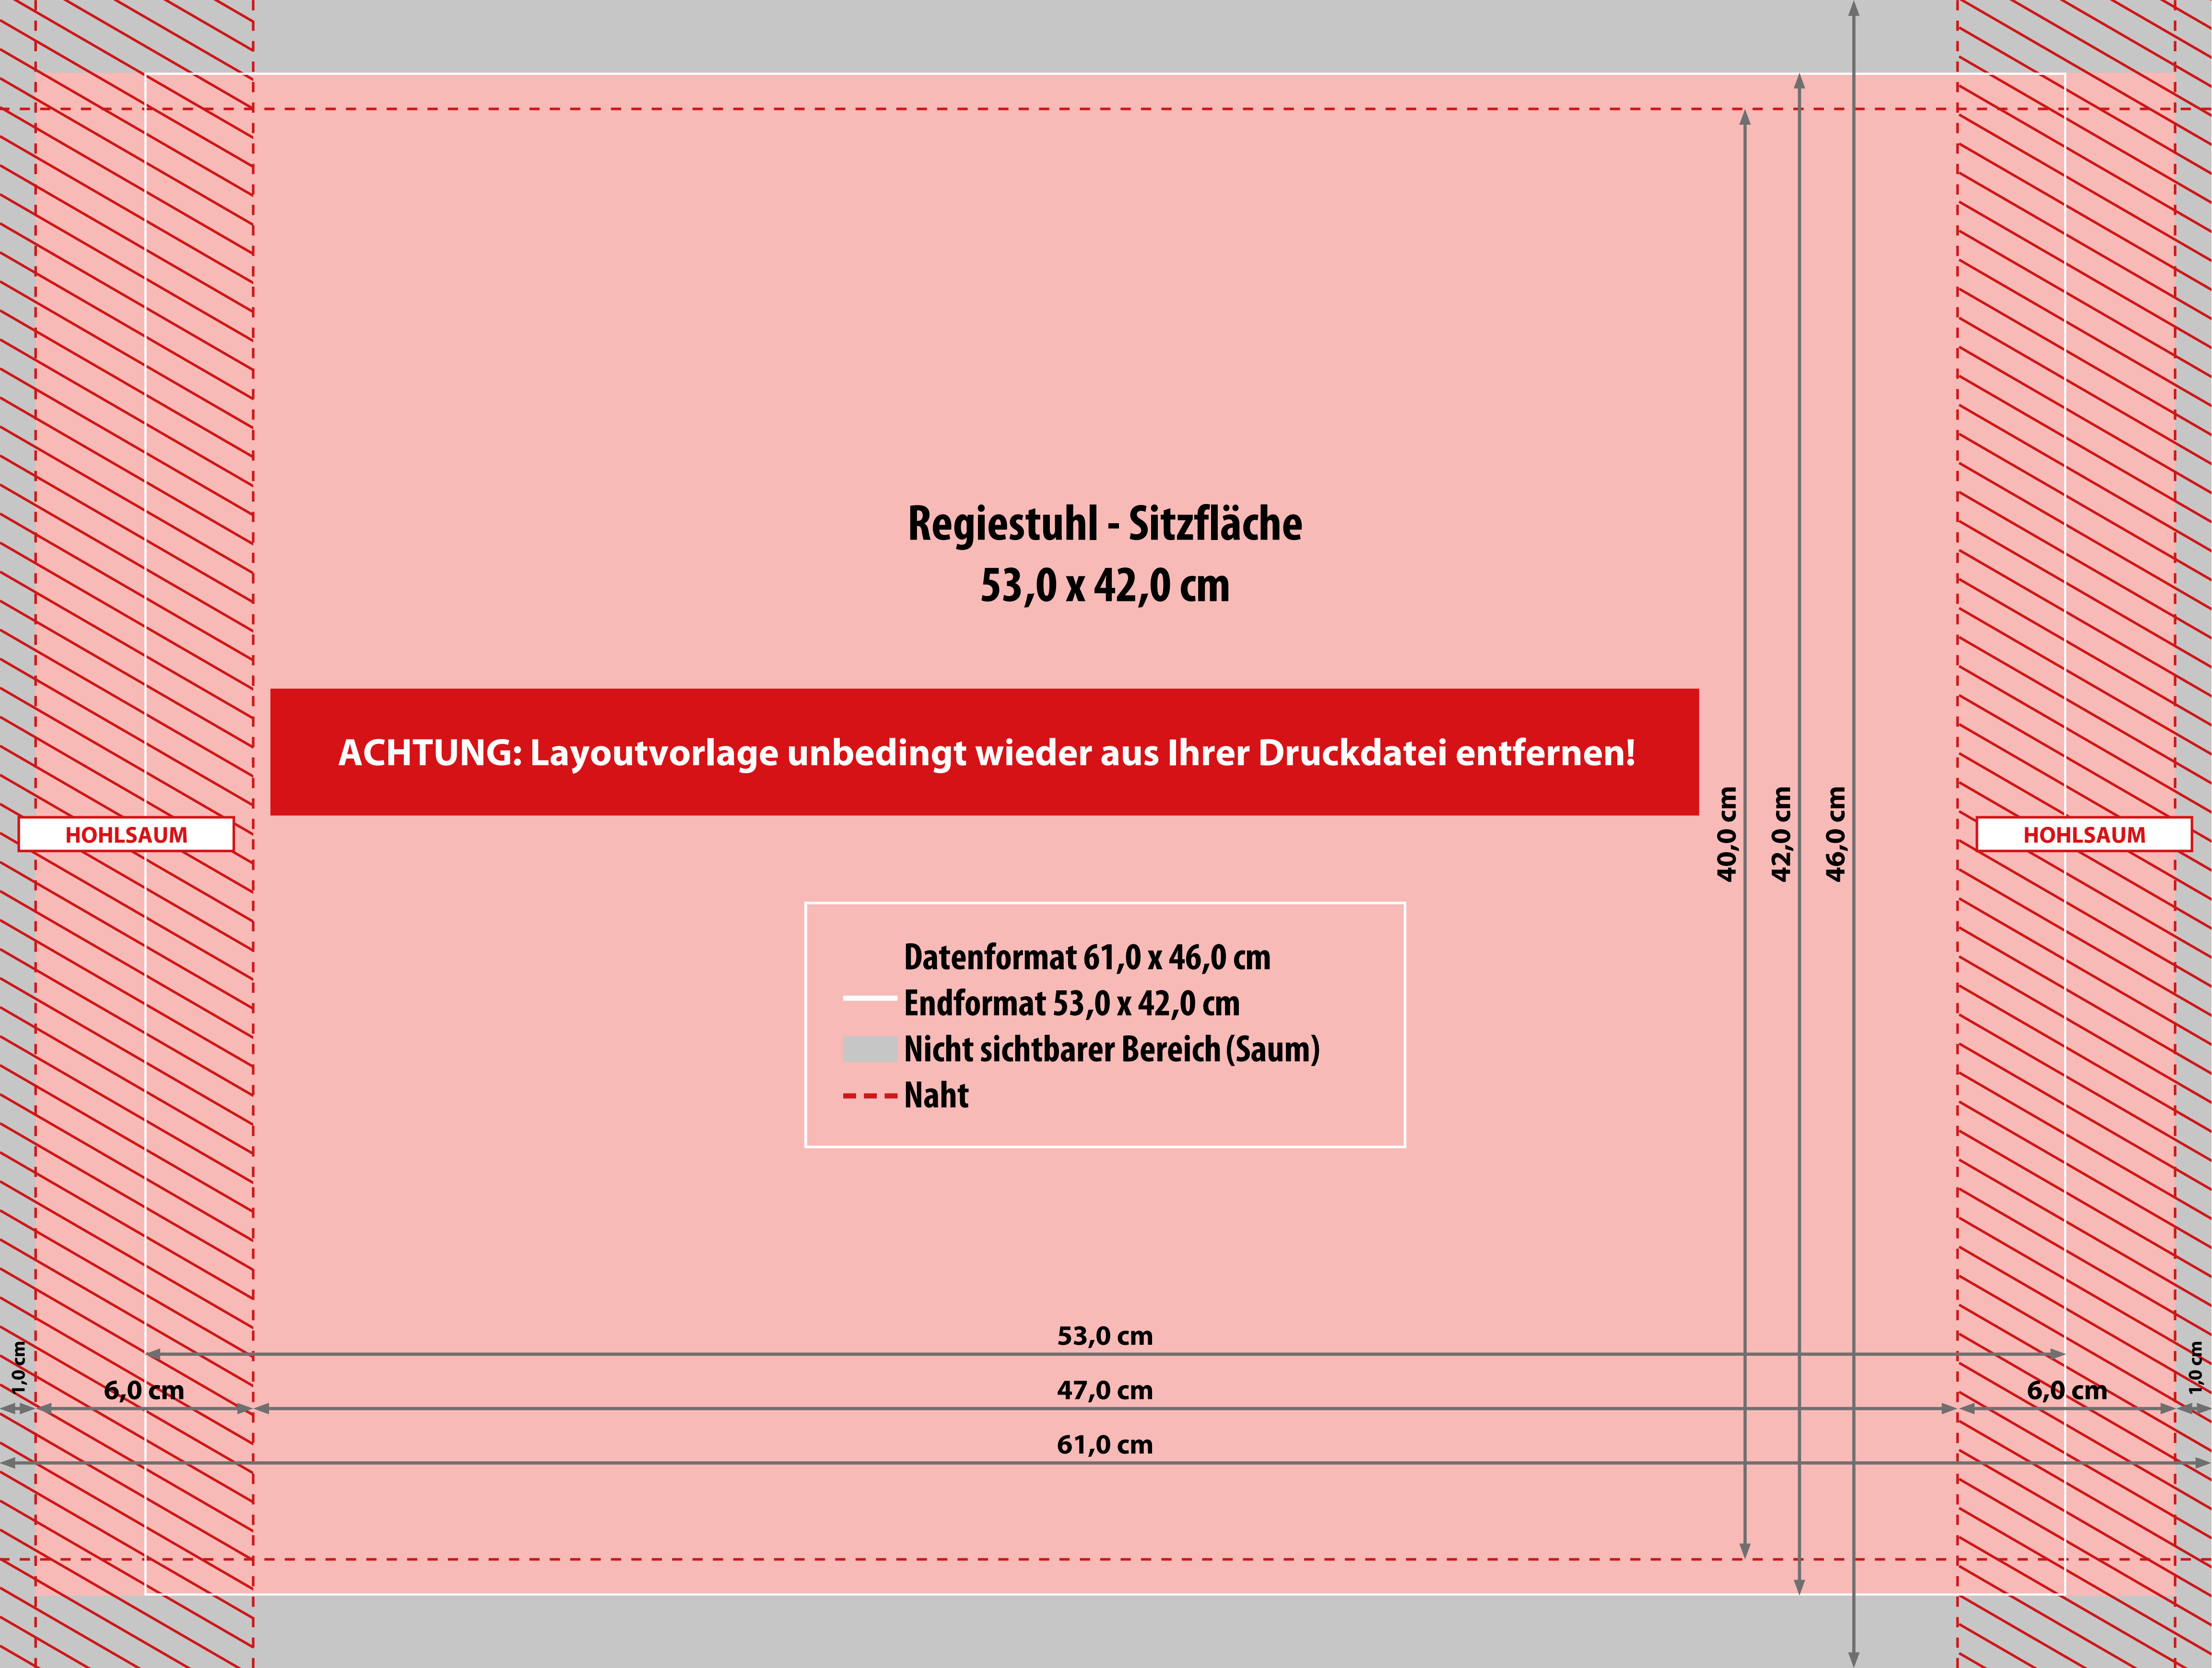 Regiestuhl - Sitzfläche
53,0 x 42,0 cm
ACHTUNG: Layoutvorlage unbedingt wieder aus Ihrer Druckdatei entfernen!
HOHLSAUM
40,0 cm
42,0 cm
46,0 cm
HOHLSAUM
Datenformat 61,0 x 46,0 cm
Endformat 53,0 x 42,0 cm
Nicht sichtbarer Bereich (Saum)
Naht
53,0 cm
1,0 cm
6,0 cm
47,0 cm
6,0 cm
1,0 cm
61,0 cm